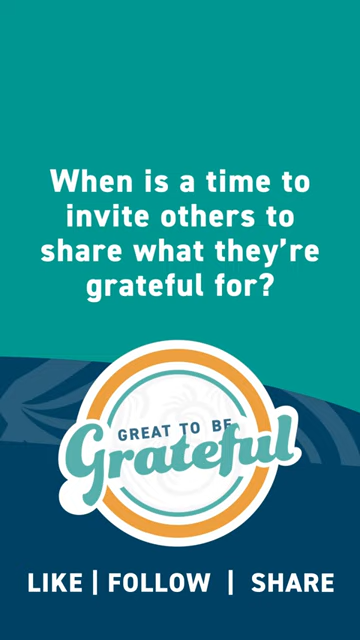 When is a time to
invite others to
share what they're
grateful for?
GREAT TO BE
Grateful
LIKE | FOLLOW | SHARE